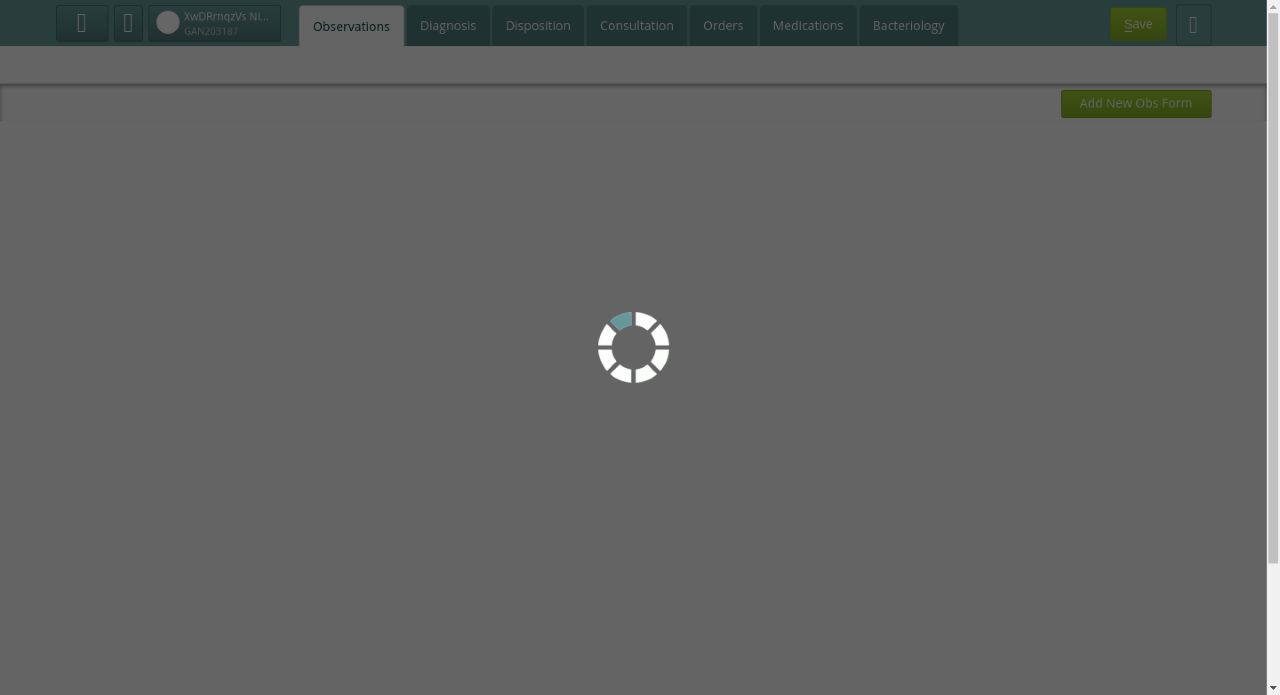 XwDRrnqzVs Ni...
GAN203187
Observations
Diagnosis
Disposition
Consultation
Orders
Medications
Bacteriology
Save
Add New Obs Form